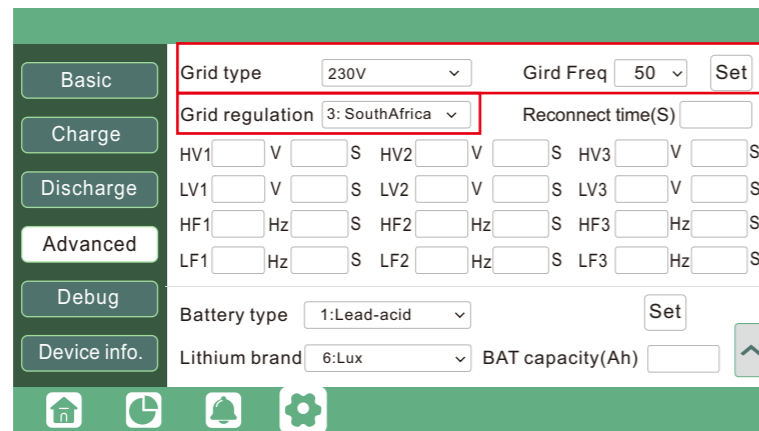 Basic
Charge
Discharge
Advanced
Debug
Device info.
Grid type 230V Gird Freq 50 Set
Grid regulation 3: SouthAfrica Reconnect time(S)
HV1 V S HV2 V S HV3 V S
LV1 V S LV2 V S LV3 V S
HF1 Hz S HF2 Hz S HF3 Hz S
LF1 Hz S LF2 Hz S LF3 Hz S
Battery type 1:Lead-acid Set
Lithium brand 6:Lux BAT capacity(Ah)